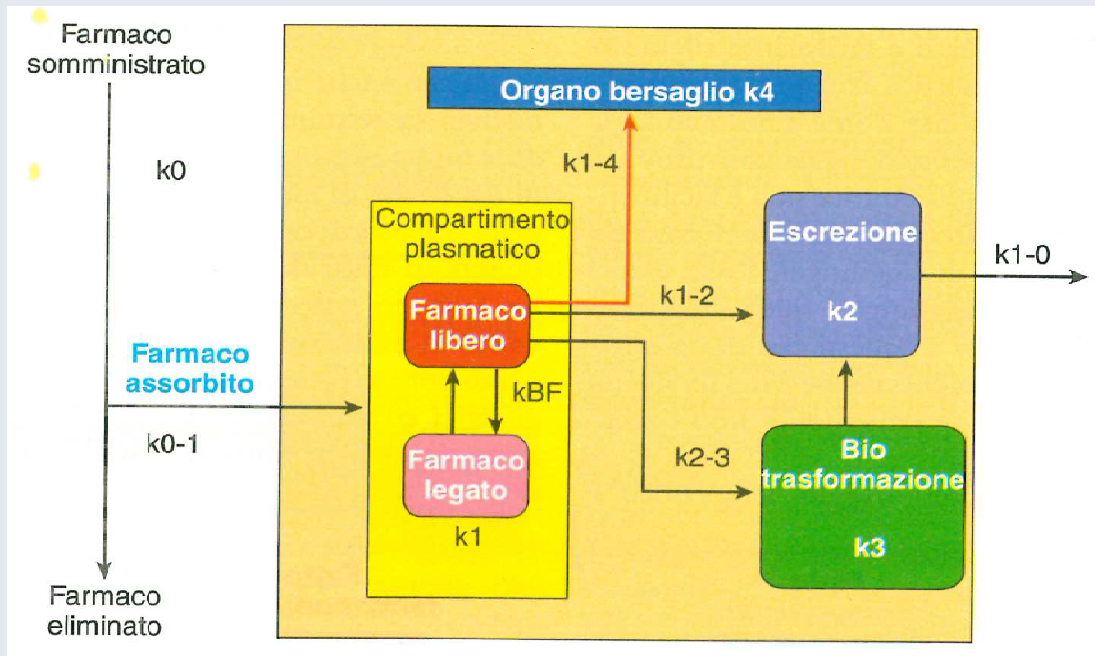 Farmaco
somministrato
k0
Farmaco
assorbito
k0-1
Farmaco
eliminato
Organo bersaglio k4
k1-4
Compartimento
plasmatico
Farmaco
libero
kBF
Farmaco
legato
k1
k1-2
k2-3
Escrezione
k2
k1-0
Bio
trasformazione
k3